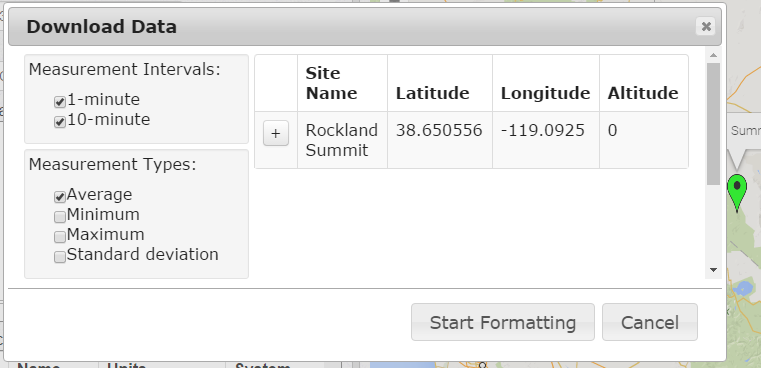 Download Data
Measurement Intervals:
1-minute
10-minute
Measurement Types:
Average
Minimum
Maximum
Standard deviation
Site Name Latitude Longitude Altitude
+ Rockland Summit 38.650556 -119.0925 0
Summ
Start Formatting Cancel
Name Units System